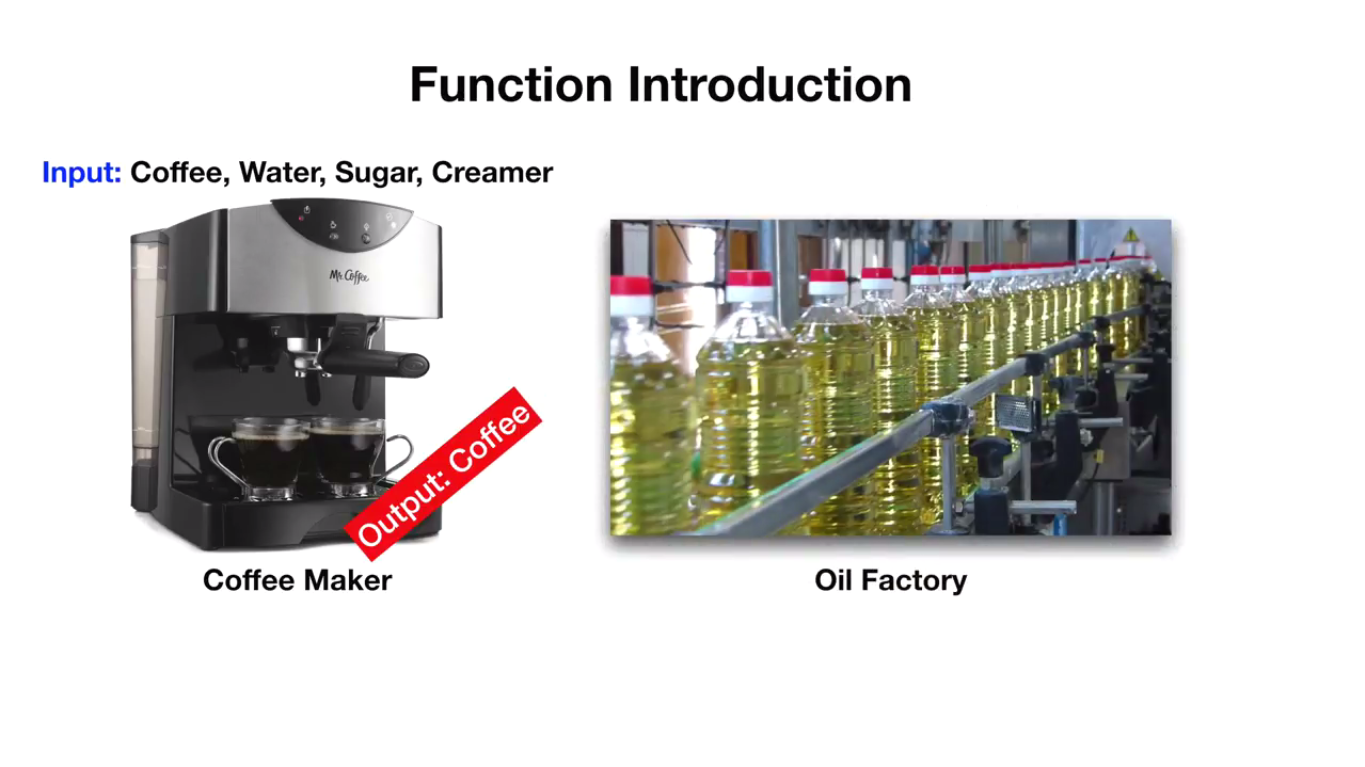 Function Introduction
Input: Coffee, Water, Sugar, Creamer
Mr. Coffee
Output: Coffee
Coffee Maker
Oil Factory